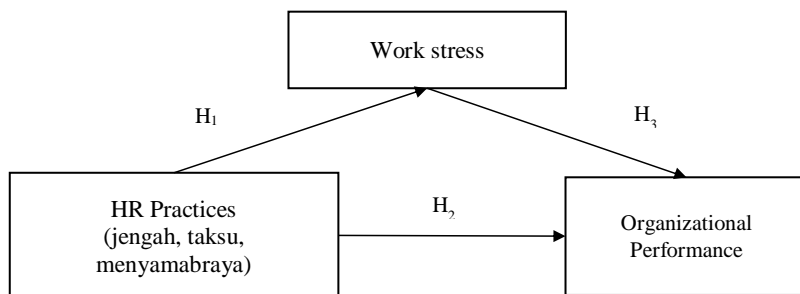 Work stress
H₁
H₃
HR Practices
(jengah, taksu,
menyamabraya)
H₂
Organizational
Performance